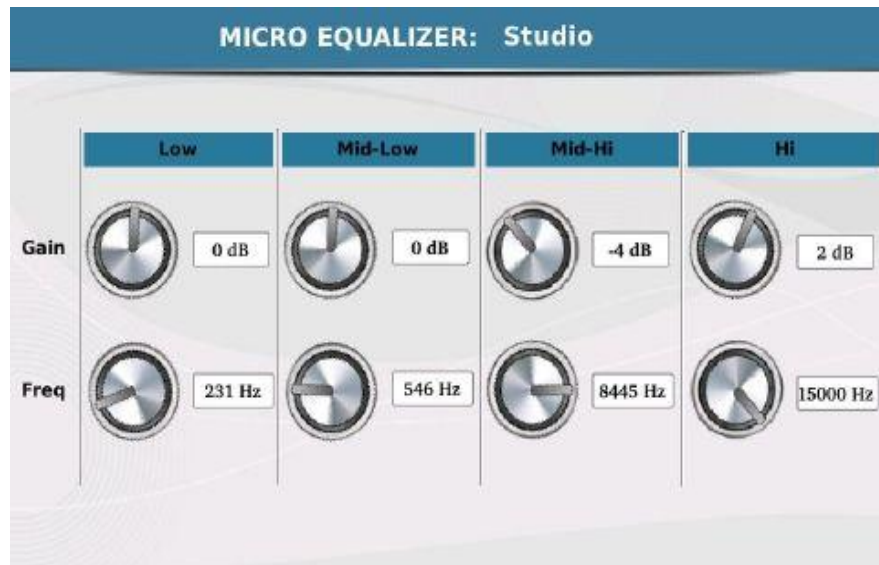 MICRO EQUALIZER: Studio
Low Mid-Low Mid-Hi Hi
Gain 0 dB 0 dB -4 dB 2 dB
Freq 231 Hz 546 Hz 8445 Hz 15000 Hz